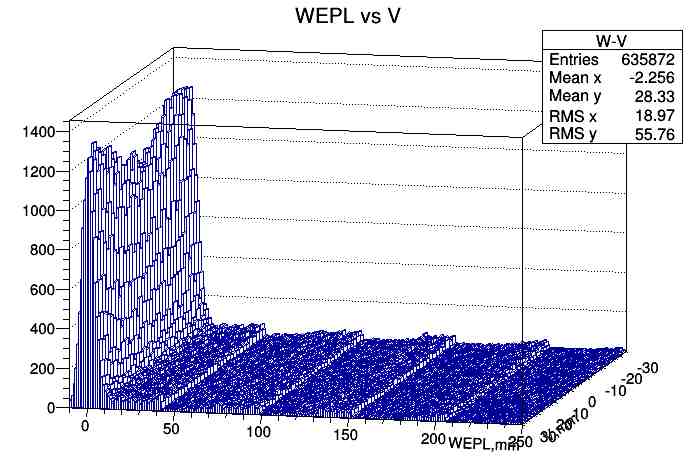 WEPL vs V
W-V
Entries 635872
Mean x -2.256
Mean y 28.33
RMS x 18.97
RMS y 55.76
1400
1200
1000
800
600
400
200
0
0 50 100 150 200 250
WEPL,mm
-30
-20
-10
0